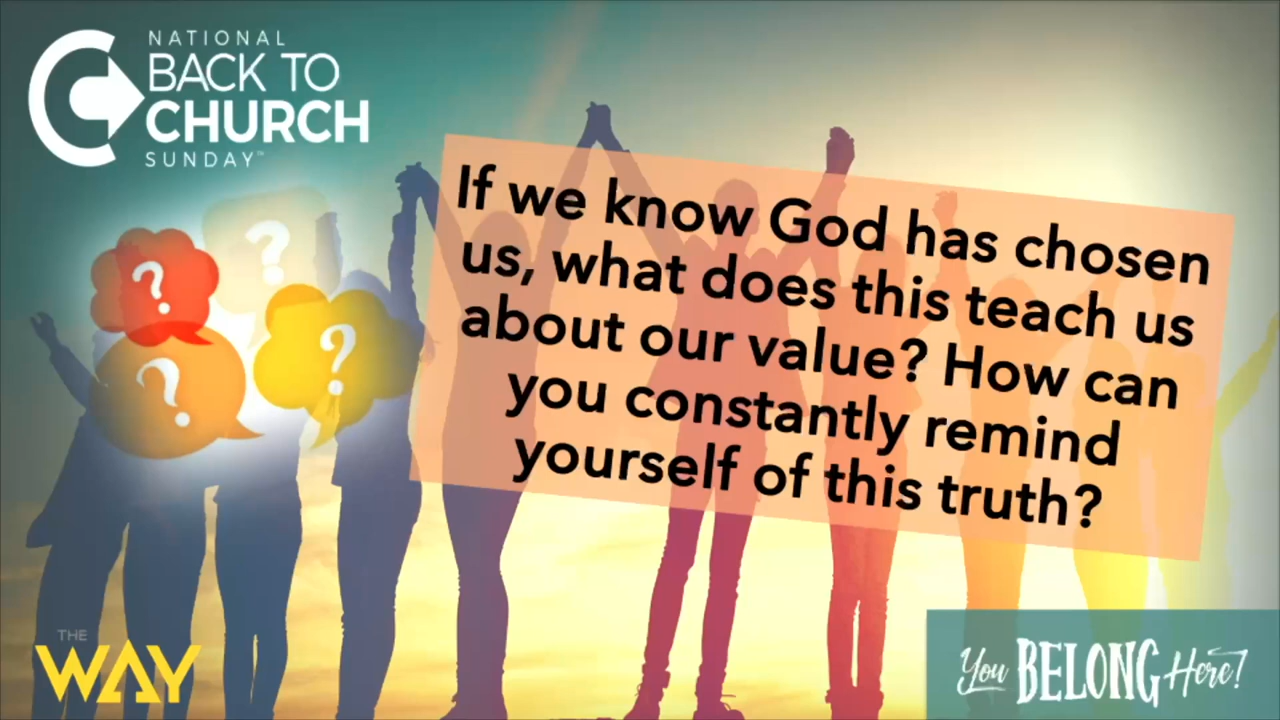 NATIONAL
BACK TO
CHURCH
SUNDAY™
?
?
?
?
If we know God has chosen
us, what does this teach us
about our value? How can
you constantly remind
yourself of this truth?
THE
WAY
You BELONG Here!